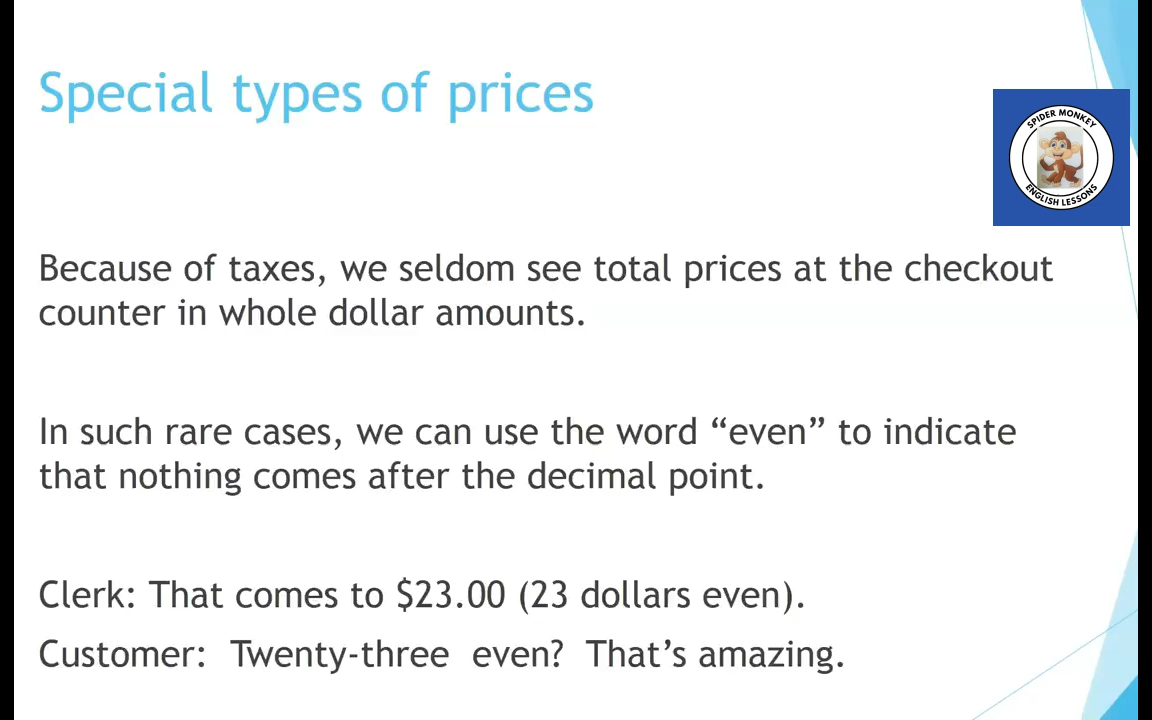 Special types of prices
SPIDER MONKEY
ENGLISH LESSONS
Because of taxes, we seldom see total prices at the checkout
counter in whole dollar amounts.
In such rare cases, we can use the word “even” to indicate
that nothing comes after the decimal point.
Clerk: That comes to $23.00 (23 dollars even).
Customer:  Twenty-three  even?  That’s amazing.